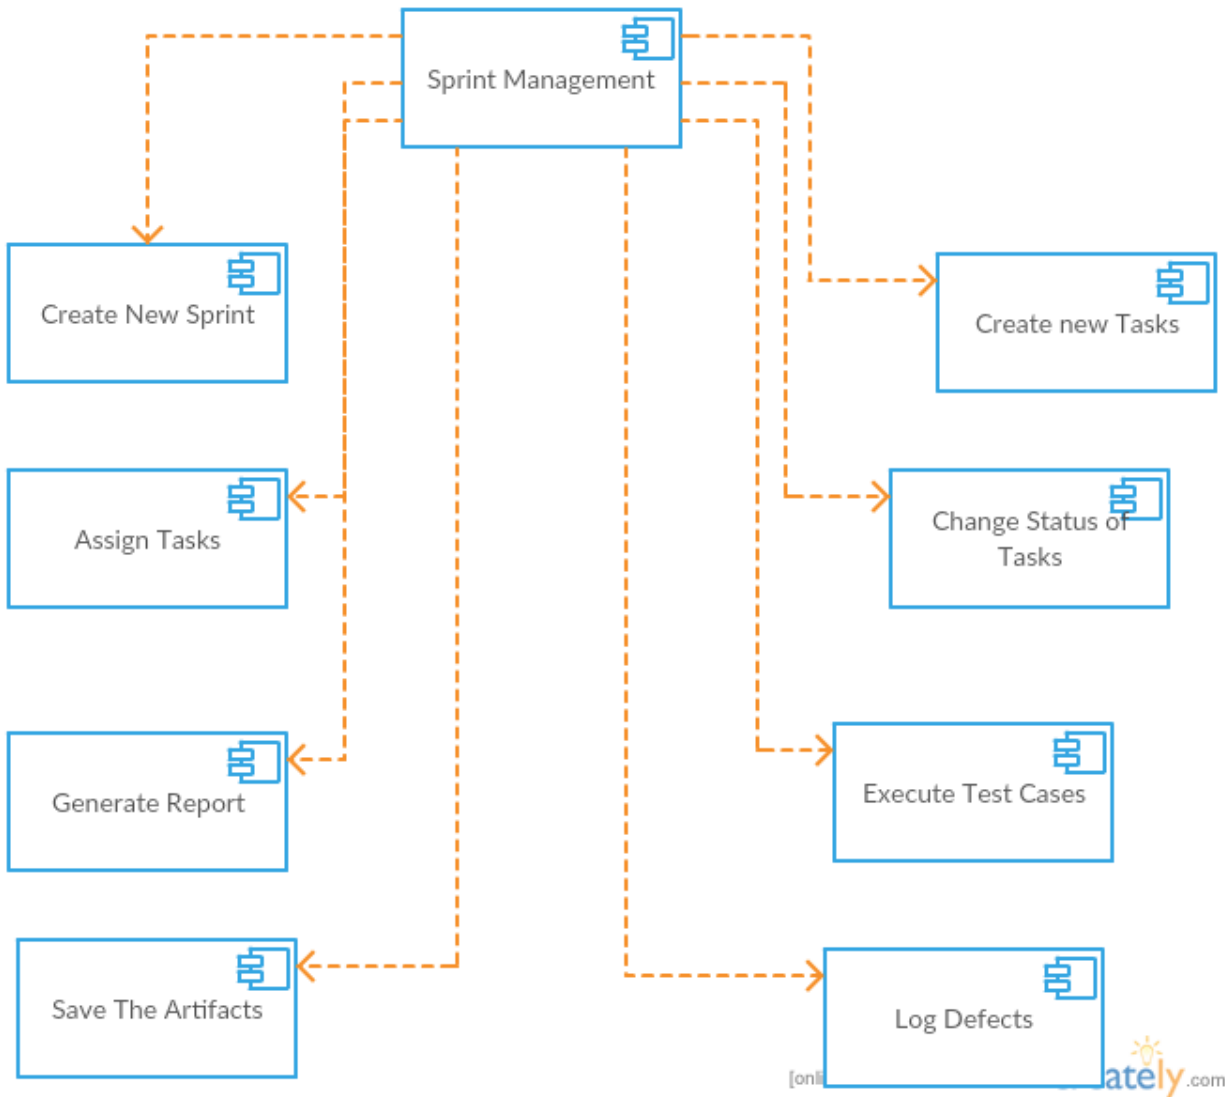 Sprint Management
Create New Sprint
Create new Tasks
Assign Tasks
Change Status of
Tasks
Generate Report
Execute Test Cases
Save The Artifacts
Log Defects
.com